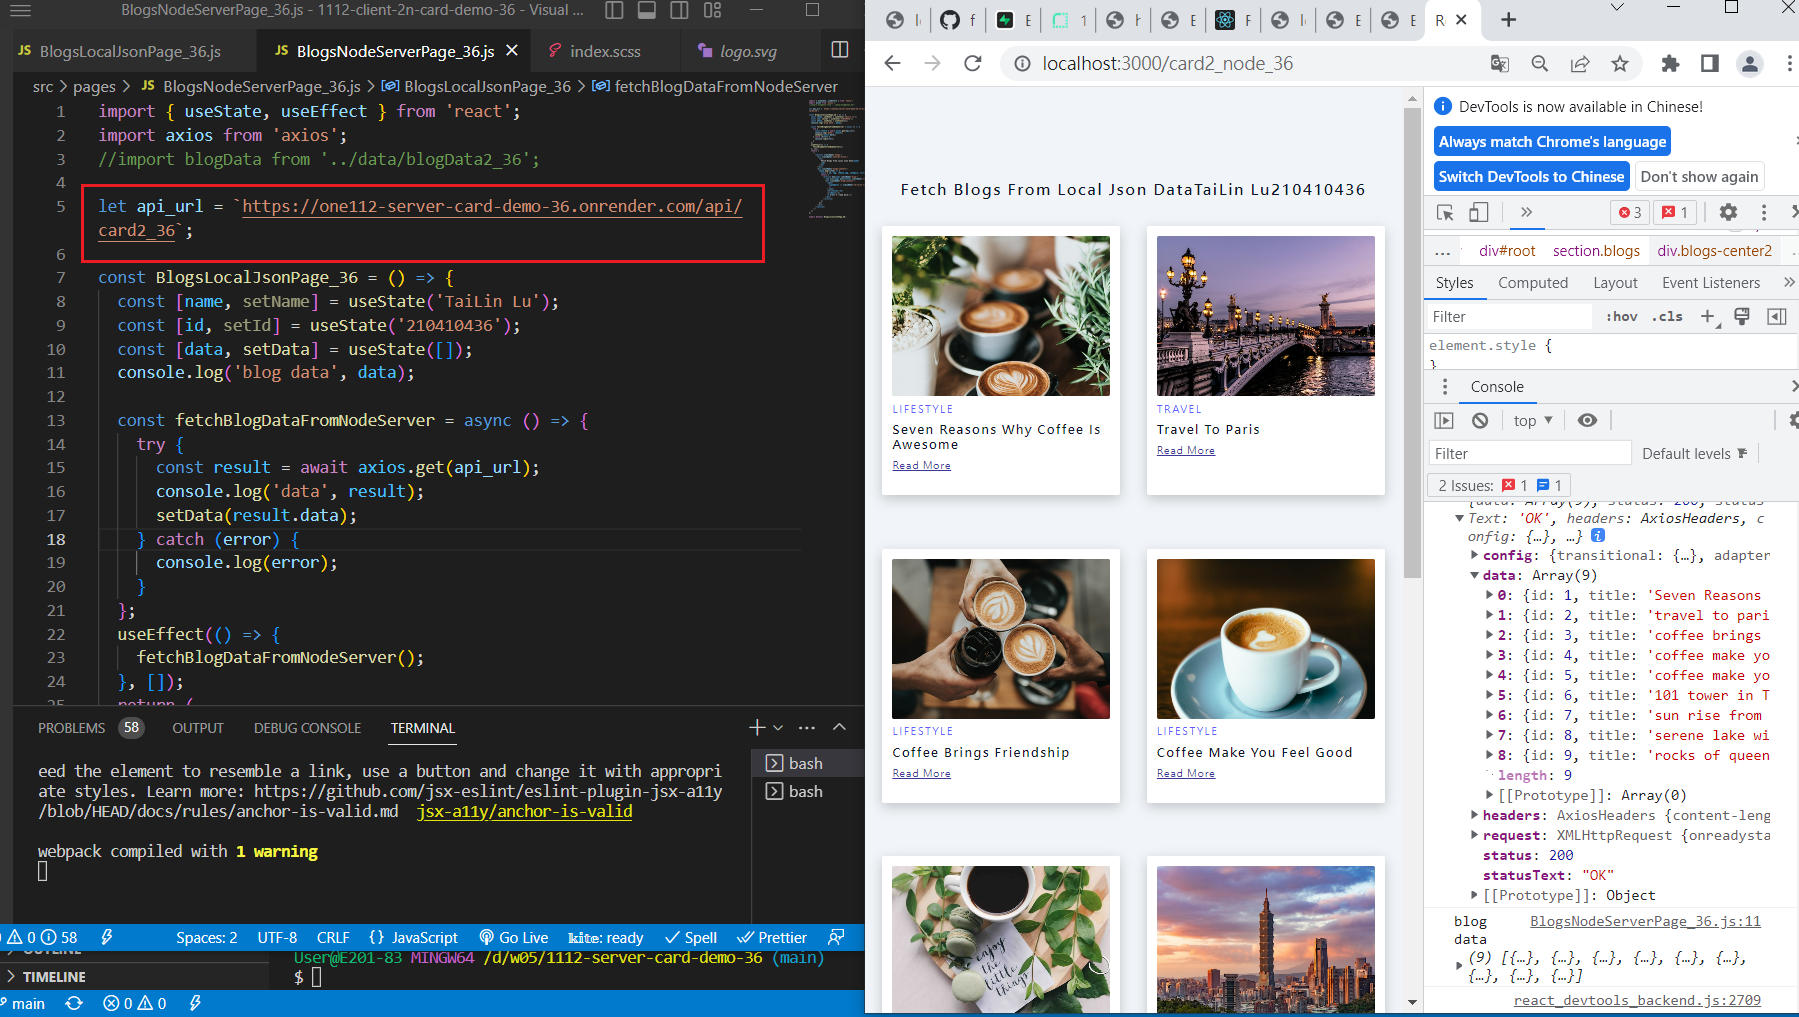 BlogsNodeServerPage_36.js - 1112-client-2n-card-demo-36 - Visual ...
JS BlogsLocalJsonPage_36.js
JS BlogsNodeServerPage_36.js
index.scss
logo.svg
src > pages > JS BlogsNodeServerPage_36.js > BlogsLocalJsonPage_36 > fetchBlogDataFromNodeServer
1 import { useState, useEffect } from 'react';
2 import axios from 'axios';
3 //import blogData from '../data/blogData2_36';
4
5 let api_url = `https://one112-server-card-demo-36.onrender.com/api/
card2_36`;
6
7 const BlogsLocalJsonPage_36 = () => {
8 const [name, setName] = useState('TaiLin Lu');
9 const [id, setId] = useState('210410436');
10 const [data, setData] = useState([]);
11 console.log('blog data', data);
12
13 const fetchBlogDataFromNodeServer = async () => {
14 try {
15 const result = await axios.get(api_url);
16 console.log('data', result);
17 setData(result.data);
18 } catch (error) {
19 console.log(error);
20 }
21 };
22 useEffect(() => {
23 fetchBlogDataFromNodeServer();
24 }, []);
25 return (
PROBLEMS 58 OUTPUT DEBUG CONSOLE TERMINAL
bash
bash
eed the element to resemble a link, use a button and change it with appropri
ate styles. Learn more: https://github.com/jsx-eslint/eslint-plugin-jsx-a11y
/blob/HEAD/docs/rules/anchor-is-valid.md jsx-a11y/anchor-is-valid
webpack compiled with 1 warning
0 58 Spaces: 2 UTF-8 CRLF {} JavaScript Go Live kite: ready Spell Prettier
OUTLINE
TIMELINE
User@E201-83 MINGW64 /d/w05/1112-server-card-demo-36 (main)
$
main 0 0
localhost:3000/card2_node_36
Fetch Blogs From Local Json DataTaiLin Lu210410436
LIFESTYLE
Seven Reasons Why Coffee Is
Awesome
Read More
TRAVEL
Travel To Paris
Read More
LIFESTYLE
Coffee Brings Friendship
Read More
LIFESTYLE
Coffee Make You Feel Good
Read More
enjoy
the
little
things
DevTools is now available in Chinese!
Always match Chrome's language
Switch DevTools to Chinese
Don't show again
3 1
... div#root section.blogs div.blogs-center2
Styles Computed Layout Event Listeners
Filter :hov .cls
element.style {
}
Console
top
Filter Default levels
2 Issues: 1 1
{data: Array(9), status: 200, status
Text: 'OK', headers: AxiosHeaders, c
onfig: {…}, …}
config: {transitional: {…}, adapter
data: Array(9)
0: {id: 1, title: 'Seven Reasons
1: {id: 2, title: 'travel to pari
2: {id: 3, title: 'coffee brings
3: {id: 4, title: 'coffee make yo
4: {id: 5, title: 'coffee make yo
5: {id: 6, title: '101 tower in T
6: {id: 7, title: 'sun rise from
7: {id: 8, title: 'serene lake wi
8: {id: 9, title: 'rocks of queen
length: 9
[[Prototype]]: Array(0)
headers: AxiosHeaders {content-leng
request: XMLHttpRequest {onreadysta
status: 200
statusText: "OK"
[[Prototype]]: Object
blog BlogsNodeServerPage_36.js:11
data
(9) [{…}, {…}, {…}, {…}, {…}, {…},
{…}, {…}, {…}]
react_devtools_backend.js:2709